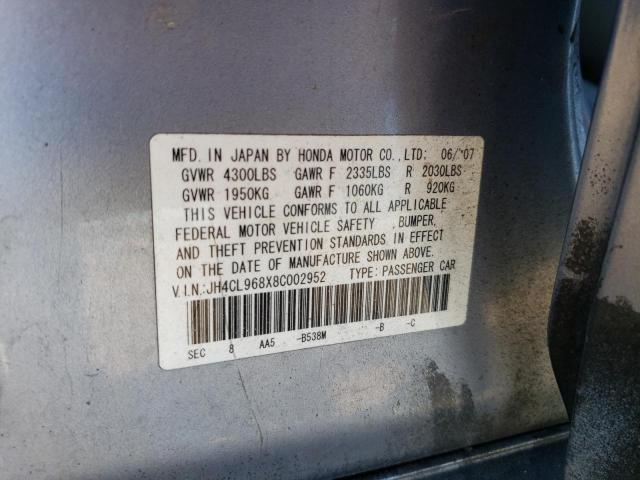 MFD. IN JAPAN BY HONDA MOTOR CO.,LTD: 06/'07
GVWR 4300LBS GAWR F 2335LBS R 2030LBS
GVWR 1950KG GAWR F 1060KG R 920KG
THIS VEHICLE CONFORMS TO ALL APPLICABLE
FEDERAL MOTOR VEHICLE SAFETY ,BUMPER,
AND THEFT PREVENTION STANDARDS IN EFFECT
ON THE DATE OF MANUFACTURE SHOWN ABOVE.
V.I.N.:JH4CL968X8C002952 TYPE: PASSENGER CAR
SEC 8 AA5 -B538M -B -C